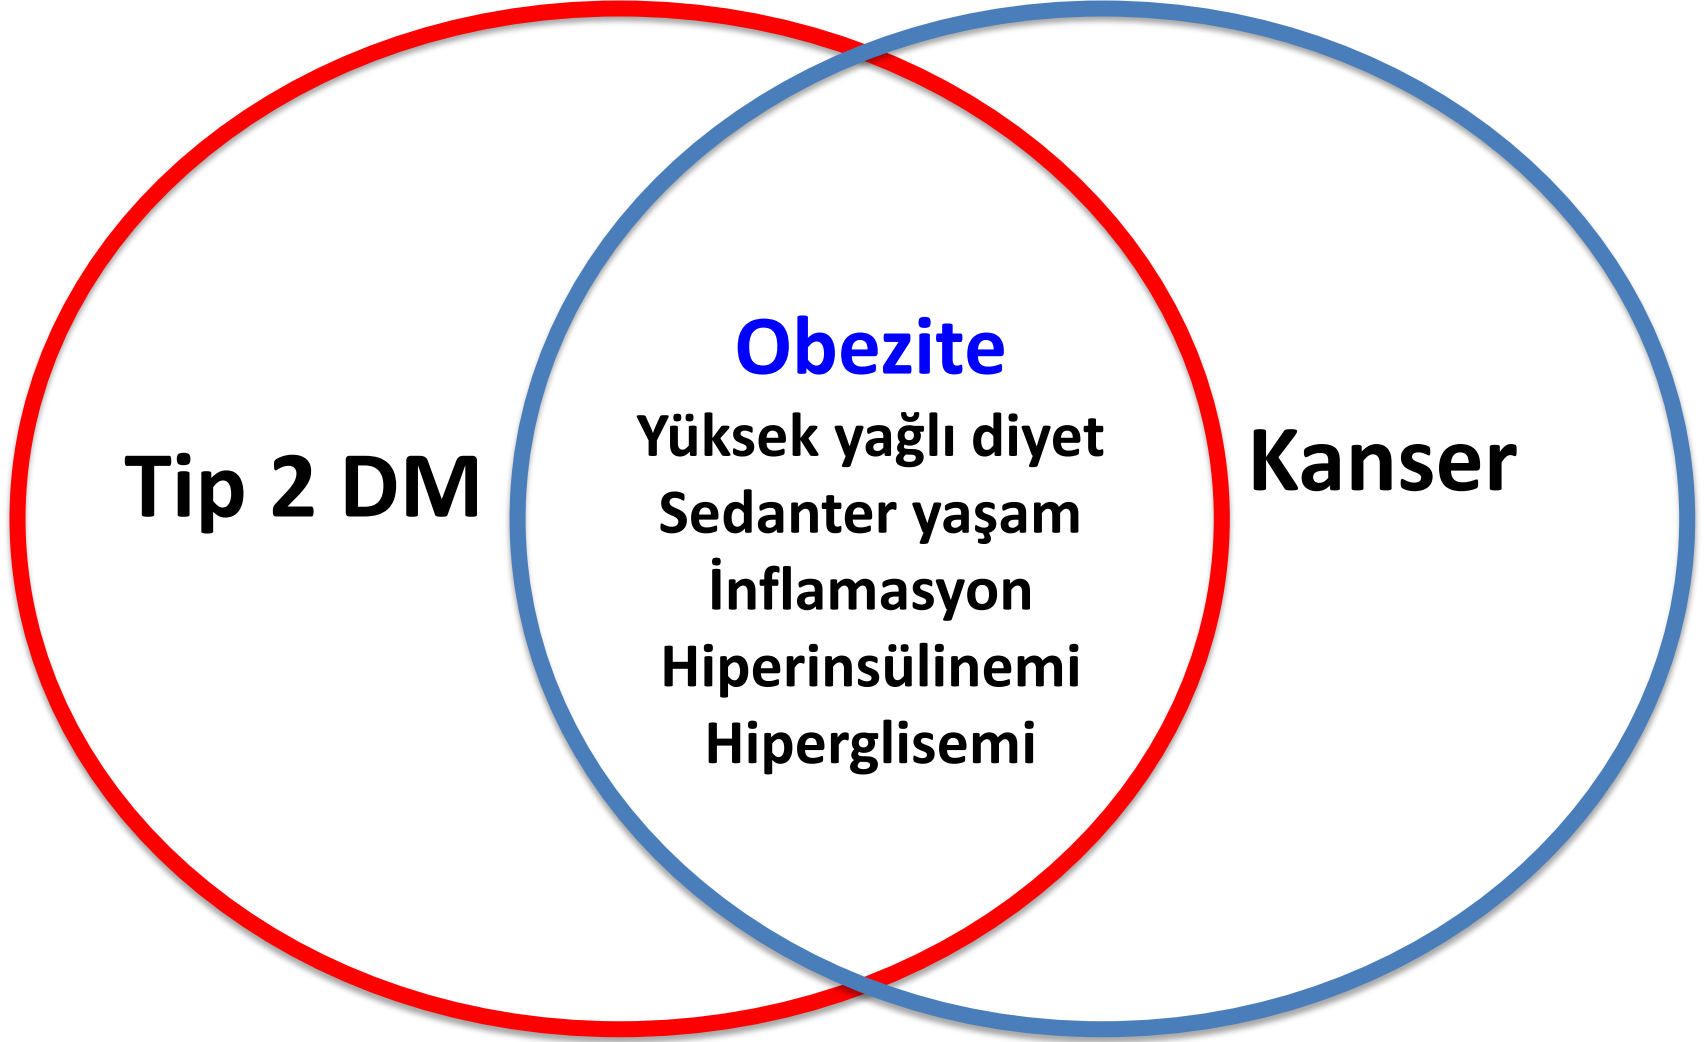 Tip 2 DM
Obezite
Yüksek yağlı diyet
Sedanter yaşam
İnflamasyon
Hiperinsülinemi
Hiperglisemi
Kanser